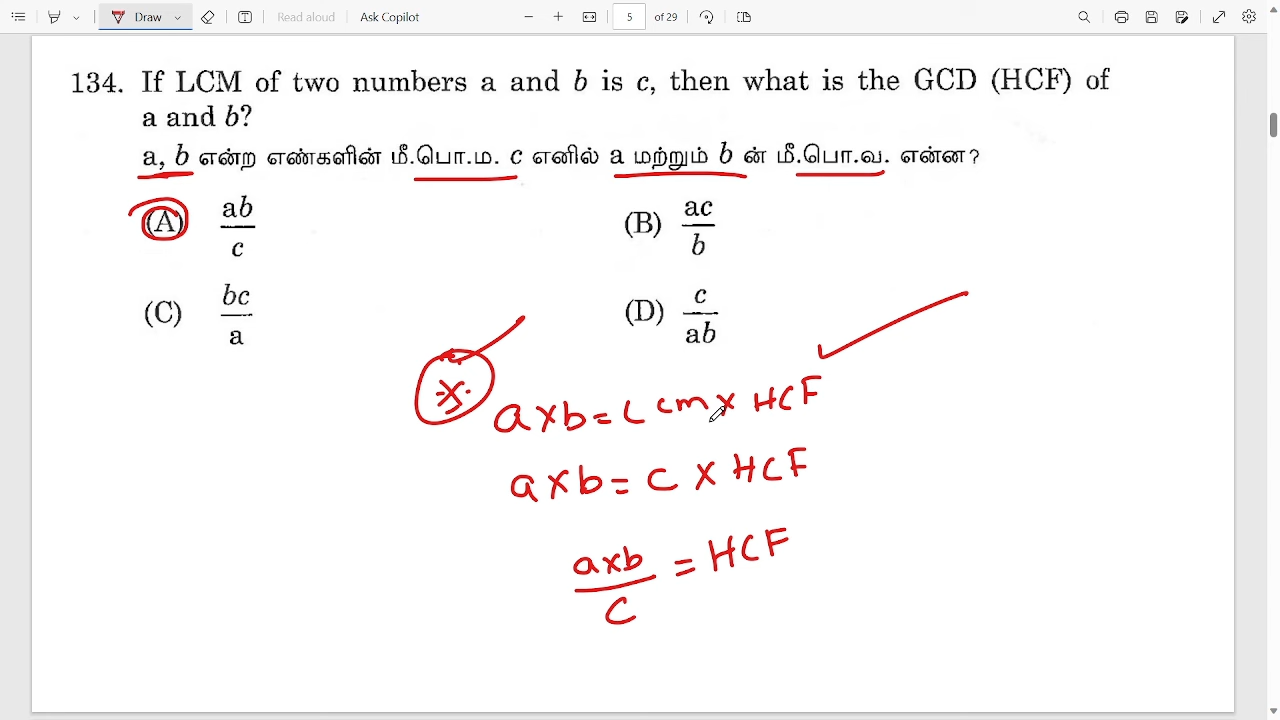 Draw
Read aloud
Ask Copilot
5 of 29
134. If LCM of two numbers a and b is c, then what is the GCD (HCF) of
a and b?
a, b என்ற எண்களின் மீ.பொ.ம. c எனில் a மற்றும் b ன் மீ.பொ.வ. என்ன?
(A) ab/c
(B) ac/b
(C) bc/a
(D) c/ab
a×b = Lcm × HCF
a×b = C × HCF
a×b/C = HCF